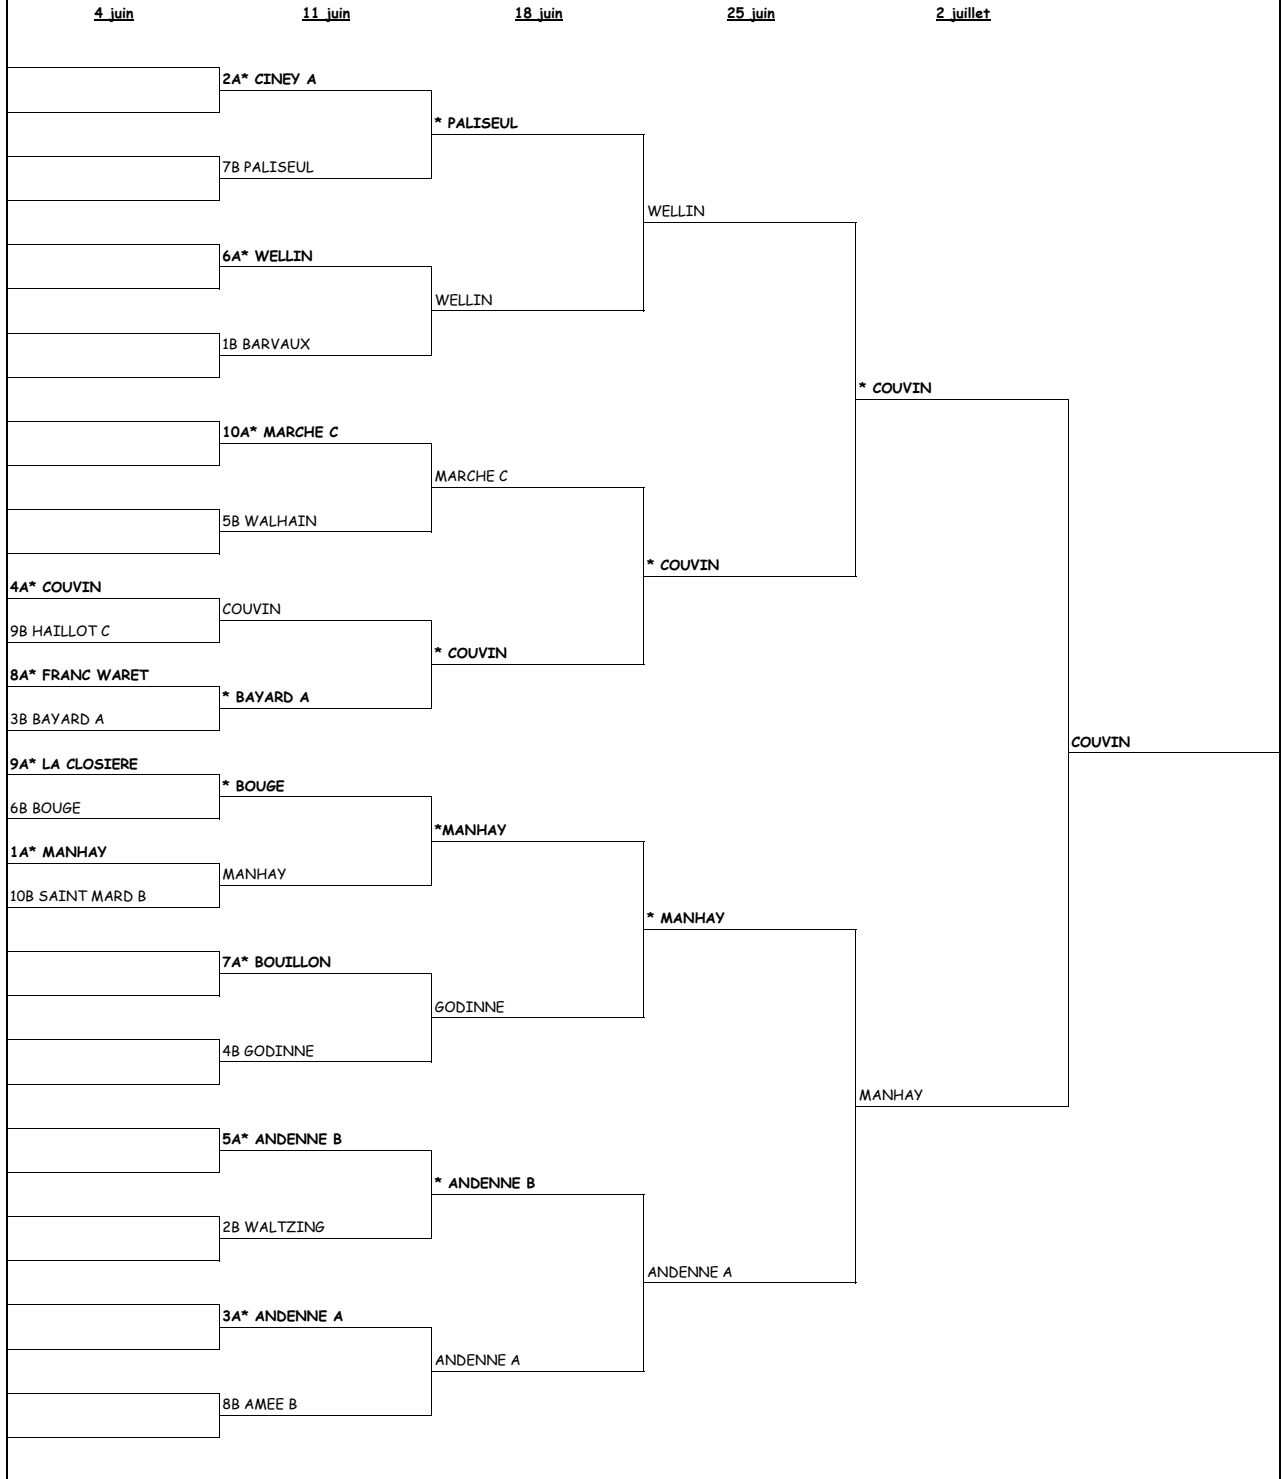 4 juin 11 juin 18 juin 25 juin 2 juillet
2A* CINEY A
* PALISEUL
7B PALISEUL
WELLIN
6A* WELLIN
WELLIN
1B BARVAUX
* COUVIN
10A* MARCHE C
MARCHE C
5B WALHAIN
* COUVIN
4A* COUVIN
COUVIN
9B HAILLOT C
* COUVIN
8A* FRANC WARET
* BAYARD A
3B BAYARD A
COUVIN
9A* LA CLOSIERE
* BOUGE
6B BOUGE
*MANHAY
1A* MANHAY
MANHAY
10B SAINT MARD B
* MANHAY
7A* BOUILLON
GODINNE
4B GODINNE
MANHAY
5A* ANDENNE B
* ANDENNE B
2B WALTZING
ANDENNE A
3A* ANDENNE A
ANDENNE A
8B AMEE B